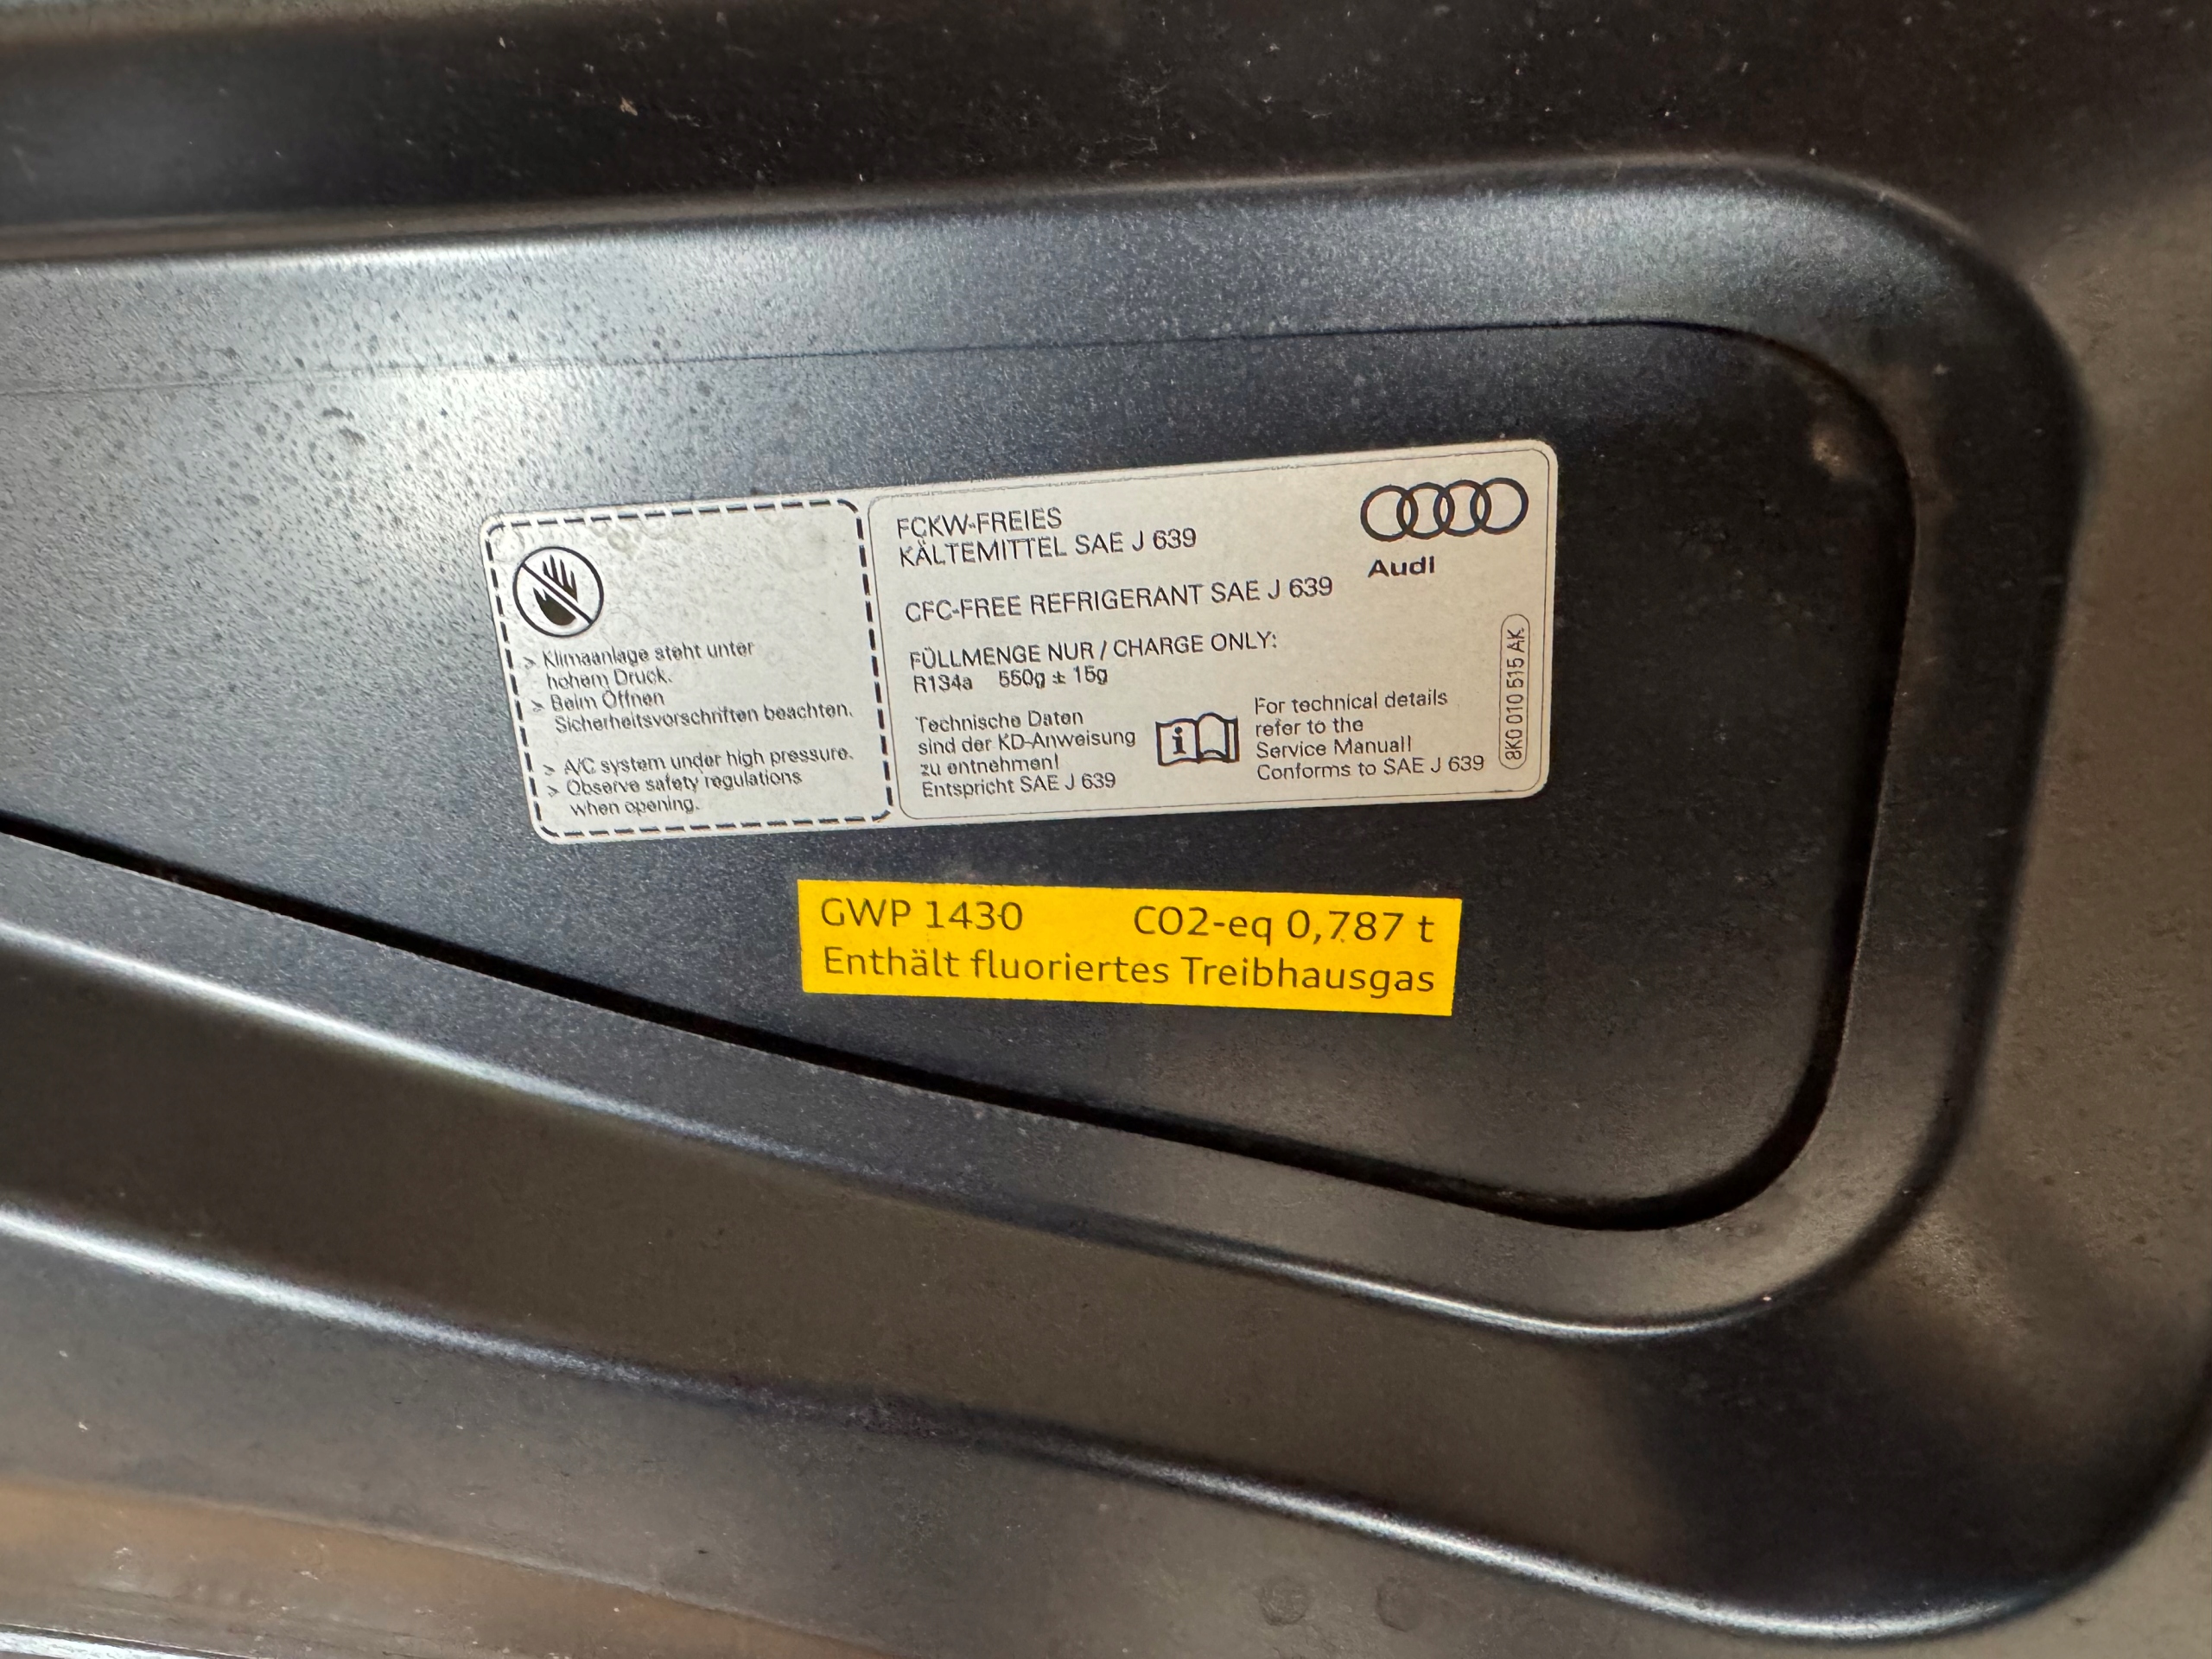 > Klimaanlage steht unter
hohem Druck.
> Beim Öffnen
Sicherheitsvorschriften beachten.
> A/C system under high pressure.
> Observe safety regulations
when opening.
FCKW-FREIES
KÄLTEMITTEL SAE J 639
CFC-FREE REFRIGERANT SAE J 639
FÜLLMENGE NUR / CHARGE ONLY:
R134a 550g ± 15g
Technische Daten
sind der KD-Anweisung
zu entnehmen!
Entspricht SAE J 639
i
For technical details
refer to the
Service Manual!
Conforms to SAE J 639
Audi
8K0 010 515 AK
GWP 1430 CO2-eq 0,787 t
Enthält fluoriertes Treibhausgas